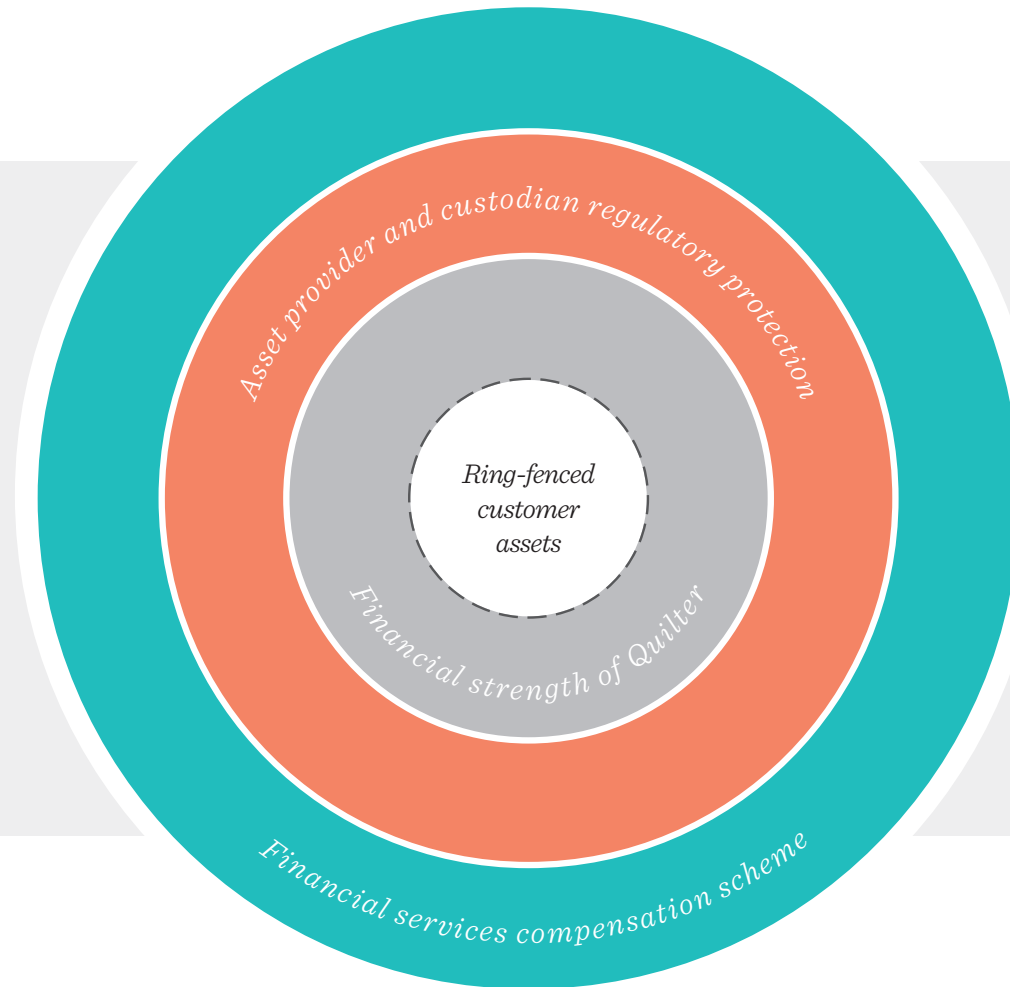 Asset provider and custodian regulatory protection
Ring-fenced
customer
assets
Financial strength of Quilter
Financial services compensation scheme